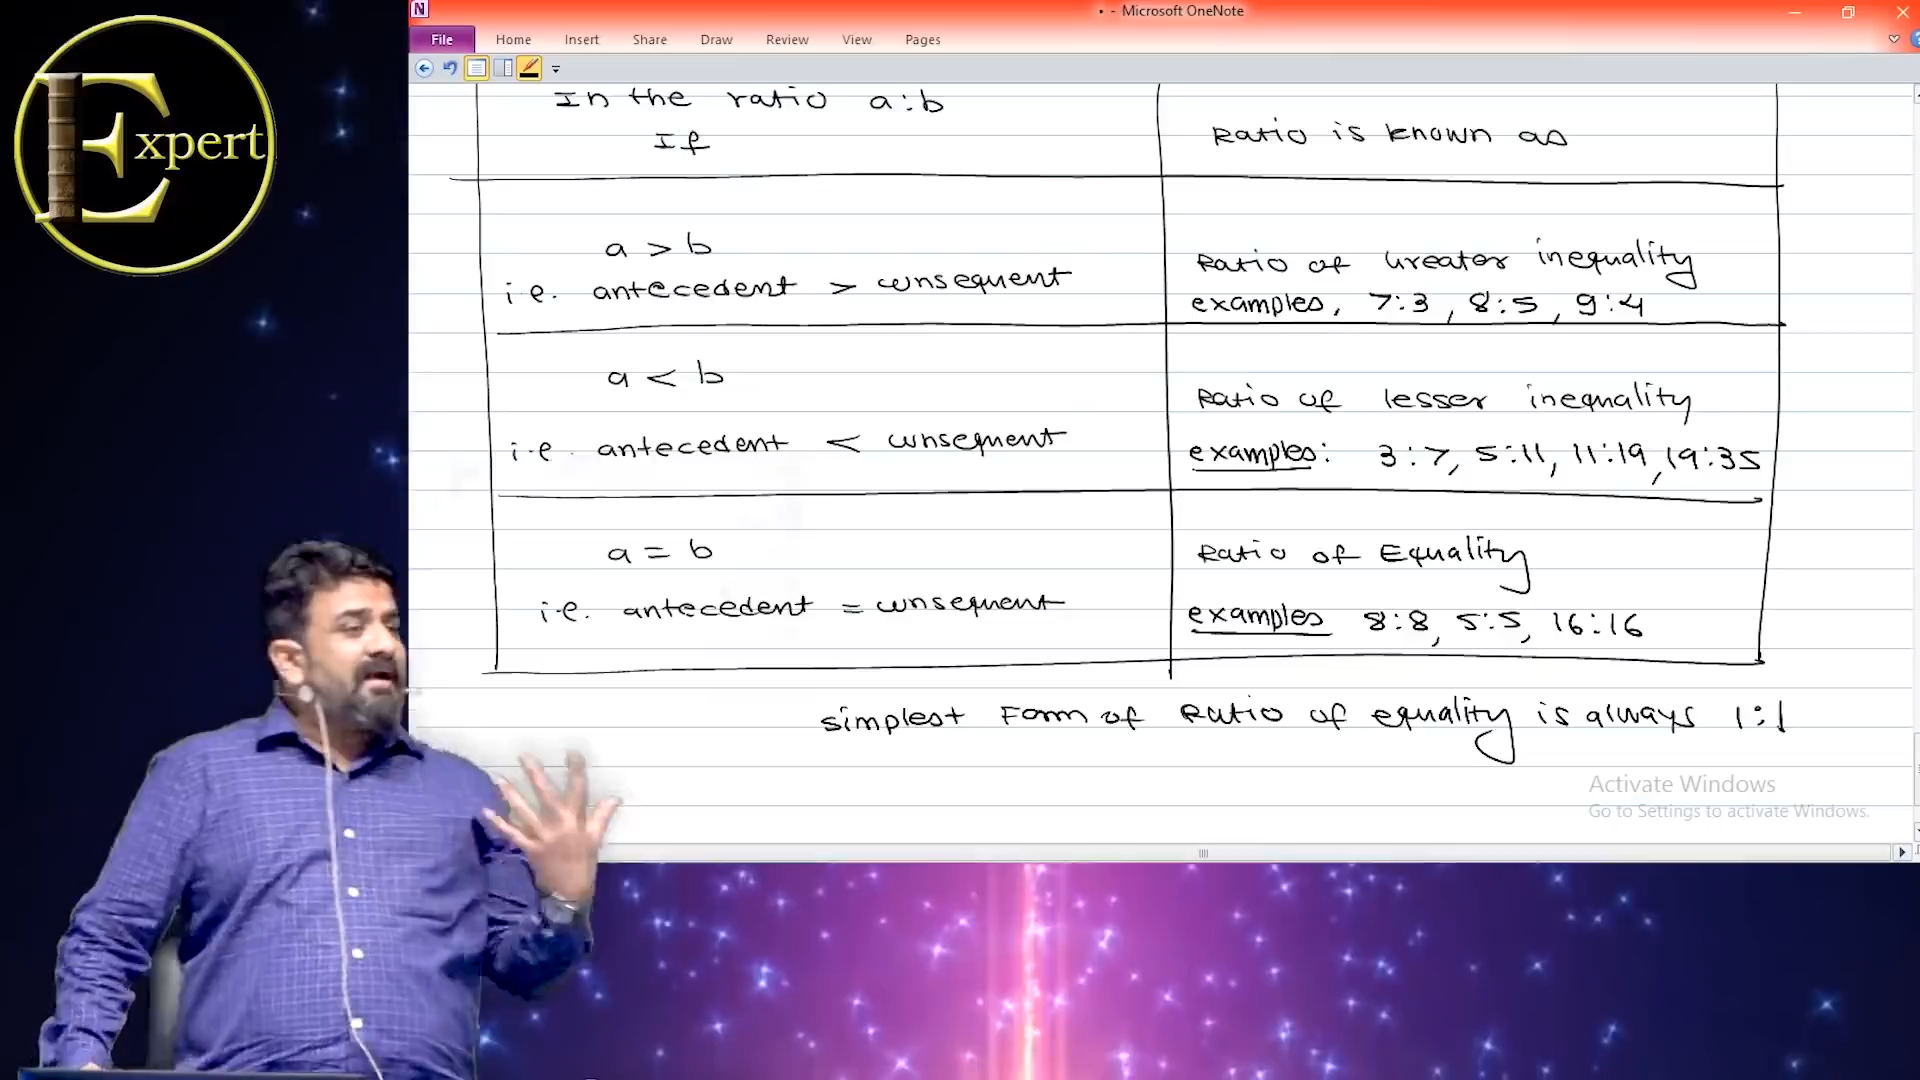 Expert
Microsoft OneNote
File Home Insert Share Draw Review View Pages
In the ratio a:b
If
Ratio is known as
a > b
i.e. antecedent > consequent
Ratio of Greater inequality
examples, 7:3, 8:5, 9:4
a < b
i.e. antecedent < consequent
Ratio of lesser inequality
examples: 3:7, 5:11, 11:19, 19:35
a = b
i.e. antecedent = consequent
Ratio of Equality
examples 8:8, 5:5, 16:16
simplest Form of Ratio of equality is always 1:1
Activate Windows
Go to Settings to activate Windows.